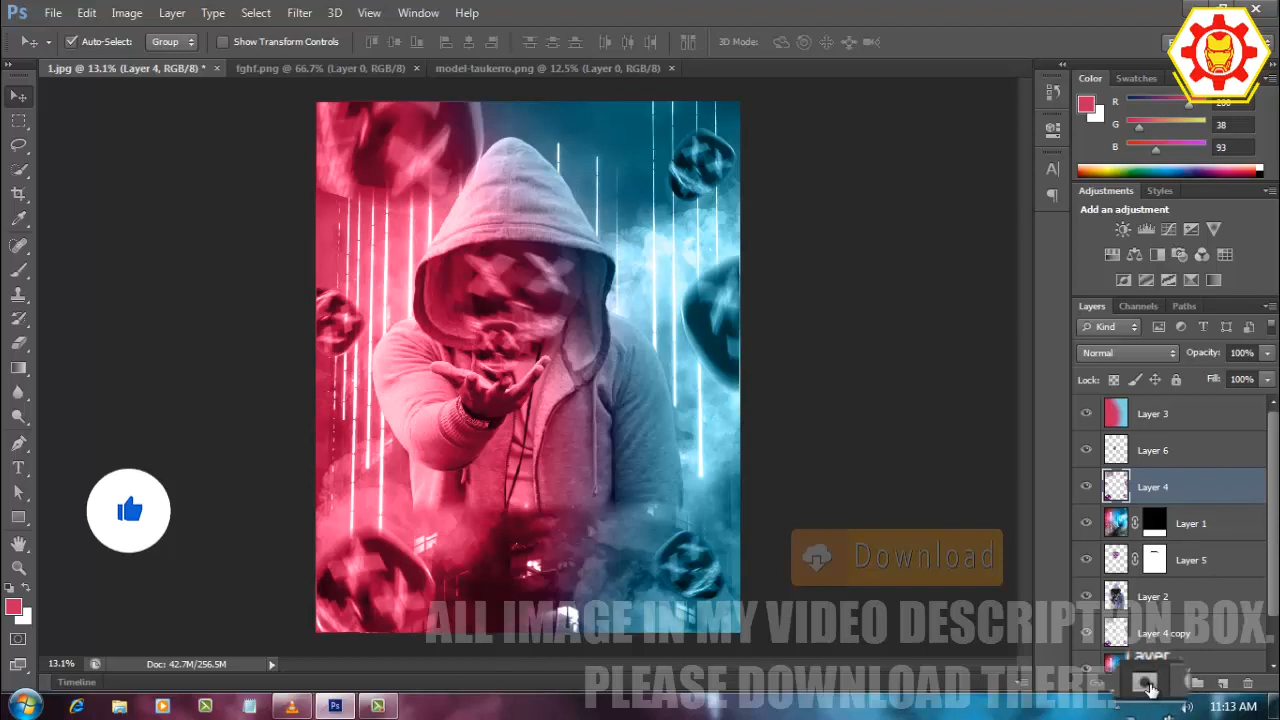 Ps File Edit Image Layer Type Select Filter 3D View Window Help
Auto-Select: Group Show Transform Controls 3D Mode:
1.jpg @ 13.1% (Layer 4, RGB/8) * × fghf.png @ 66.7% (Layer 0, RGB/8) × model-taukerro.png @ 12.5% (Layer 0, RGB/8) ×
Color Swatches
R
G 38
B 93
Adjustments Styles
Add an adjustment
Layers Channels Paths
Kind
Normal Opacity: 100%
Lock: Fill: 100%
Layer 3
Layer 6
Layer 4
Layer 1
Layer 5
Layer 2
Layer 4 copy
Layer
Download
ALL IMAGE IN MY VIDEO DESCRIPTION BOX.
PLEASE DOWNLOAD THERE.
13.1% Doc: 42.7M/256.5M
Timeline
11:13 AM